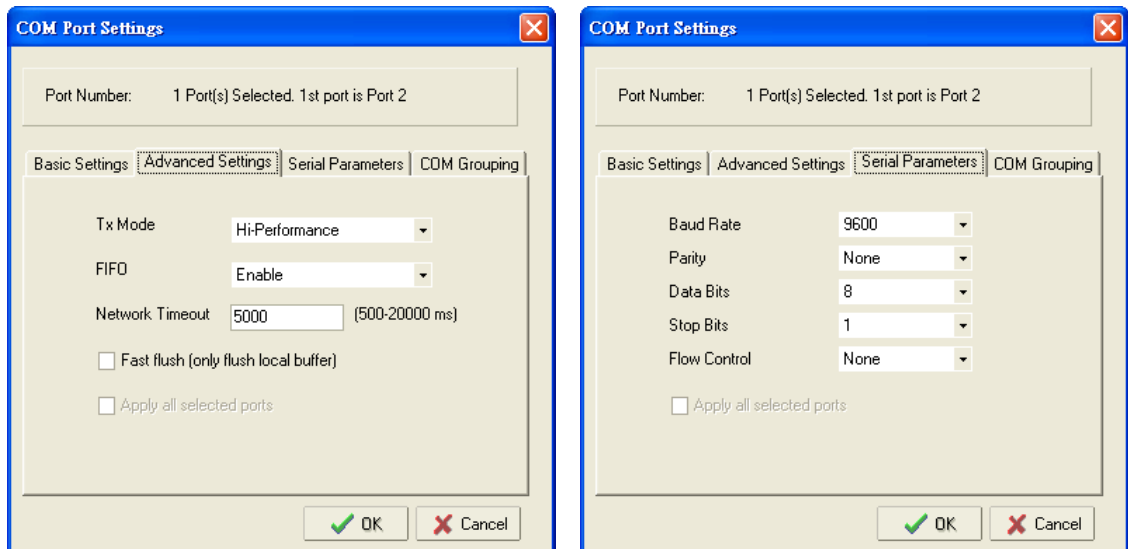 COM Port Settings
Port Number: 1 Port(s) Selected. 1st port is Port 2
Basic Settings Advanced Settings Serial Parameters COM Grouping
Tx Mode Hi-Performance
FIFO Enable
Network Timeout 5000 (500-20000 ms)
Fast flush (only flush local buffer)
Apply all selected ports
OK Cancel
COM Port Settings
Port Number: 1 Port(s) Selected. 1st port is Port 2
Basic Settings Advanced Settings Serial Parameters COM Grouping
Baud Rate 9600
Parity None
Data Bits 8
Stop Bits 1
Flow Control None
Apply all selected ports
OK Cancel